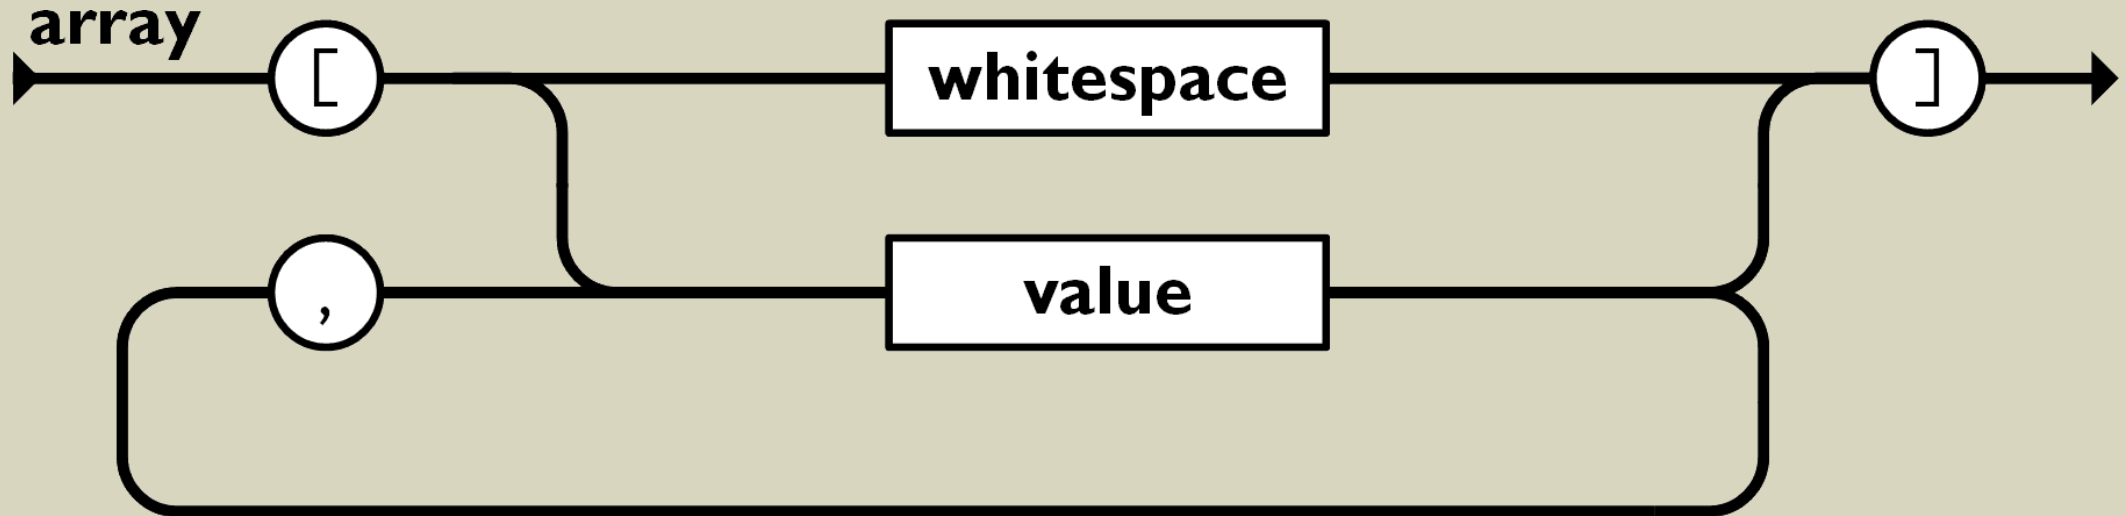 array
[ whitespace ]
, value